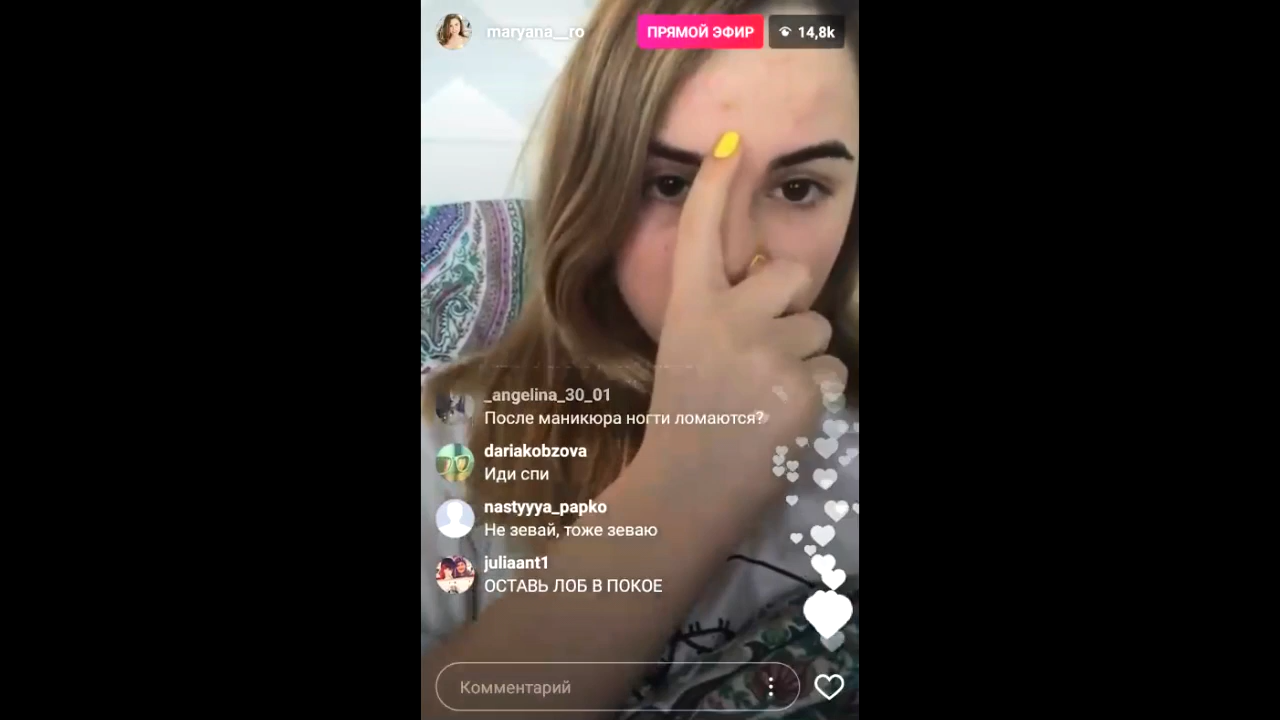 maryana__ro
ПРЯМОЙ ЭФИР
14,8k
_angelina_30_01
После маникюра ногти ломаются?
dariakobzova
Иди спи
nastyyya_papko
Не зевай, тоже зеваю
juliaant1
ОСТАВЬ ЛОБ В ПОКОЕ
Комментарий